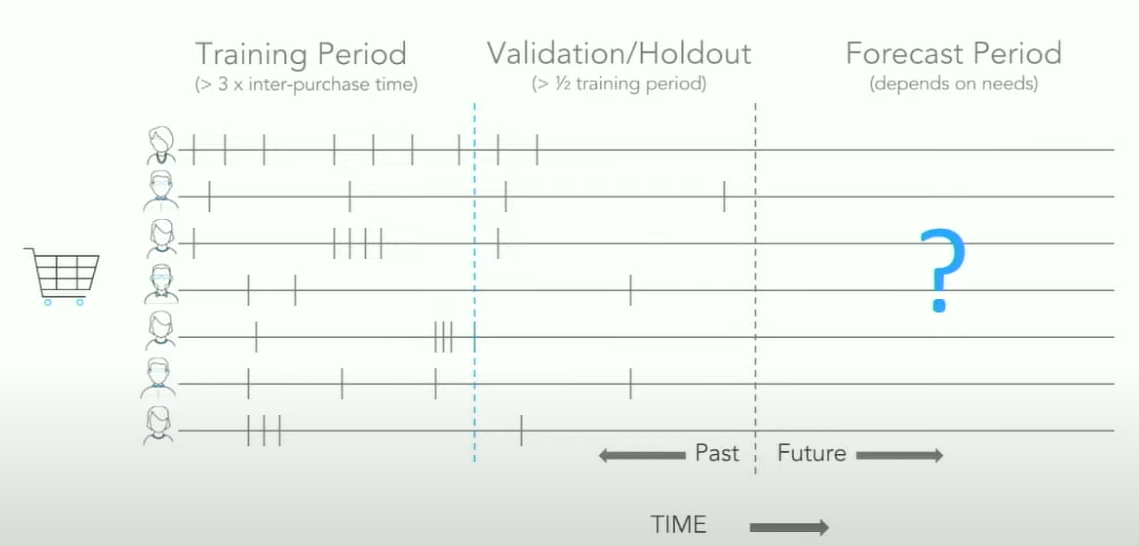 Training Period
(> 3 x inter-purchase time)
Validation/Holdout
(> ½ training period)
Forecast Period
(depends on needs)
?
Past
Future
TIME